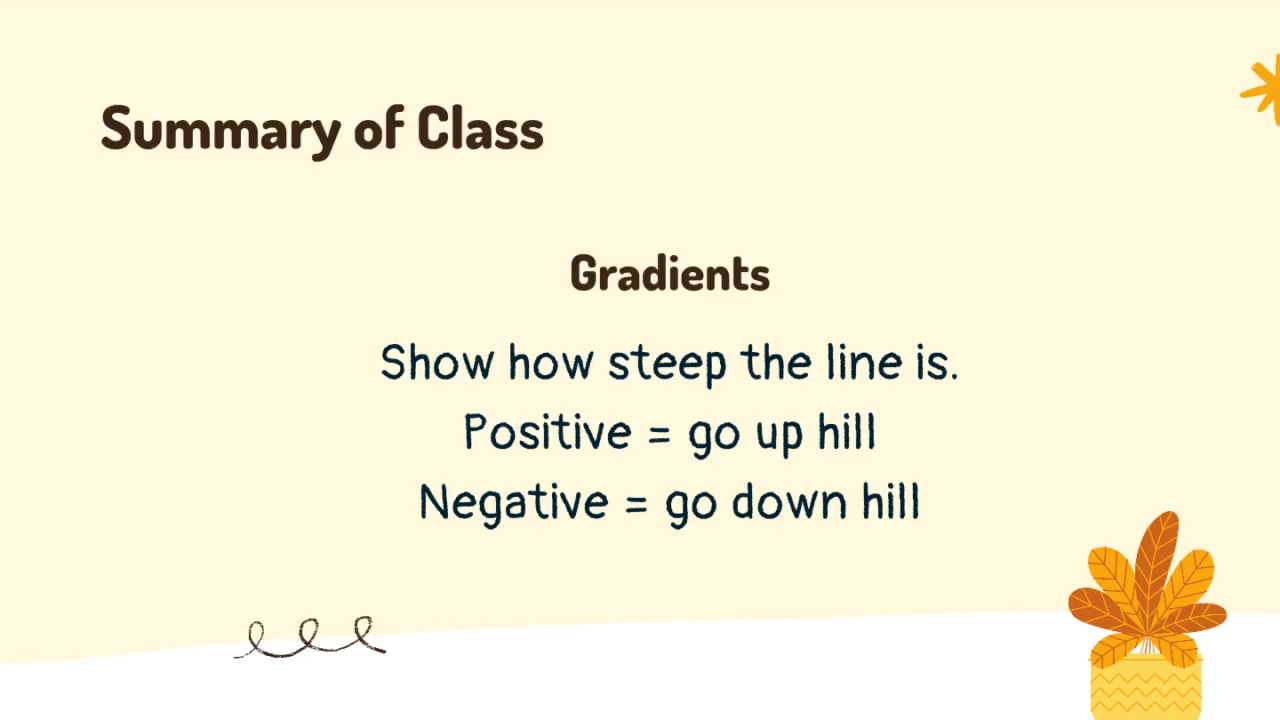 Summary of Class
Gradients
Show how steep the line is.
Positive = go up hill
Negative = go down hill